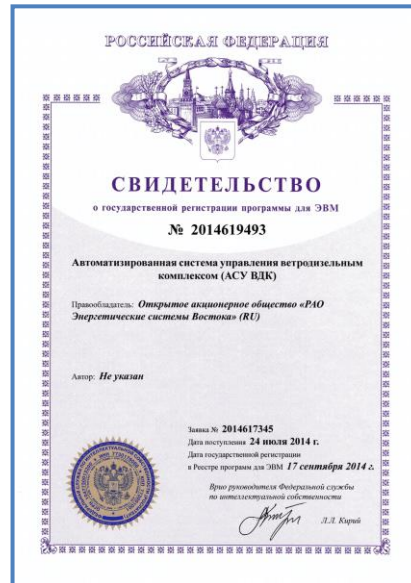 РОССИЙСКАЯ ФЕДЕРАЦИЯ
СВИДЕТЕЛЬСТВО
о государственной регистрации программы для ЭВМ
№ 2014619493
Автоматизированная система управления ветродизельным
комплексом (АСУ ВДК)
Правообладатель: Открытое акционерное общество «РАО
Энергетические системы Востока» (RU)
Автор: Не указан
Заявка № 2014617345
Дата поступления 24 июля 2014 г.
Дата государственной регистрации
в Реестре программ для ЭВМ 17 сентября 2014 г.
Врио руководителя Федеральной службы
по интеллектуальной собственности
Л.Л. Кирий